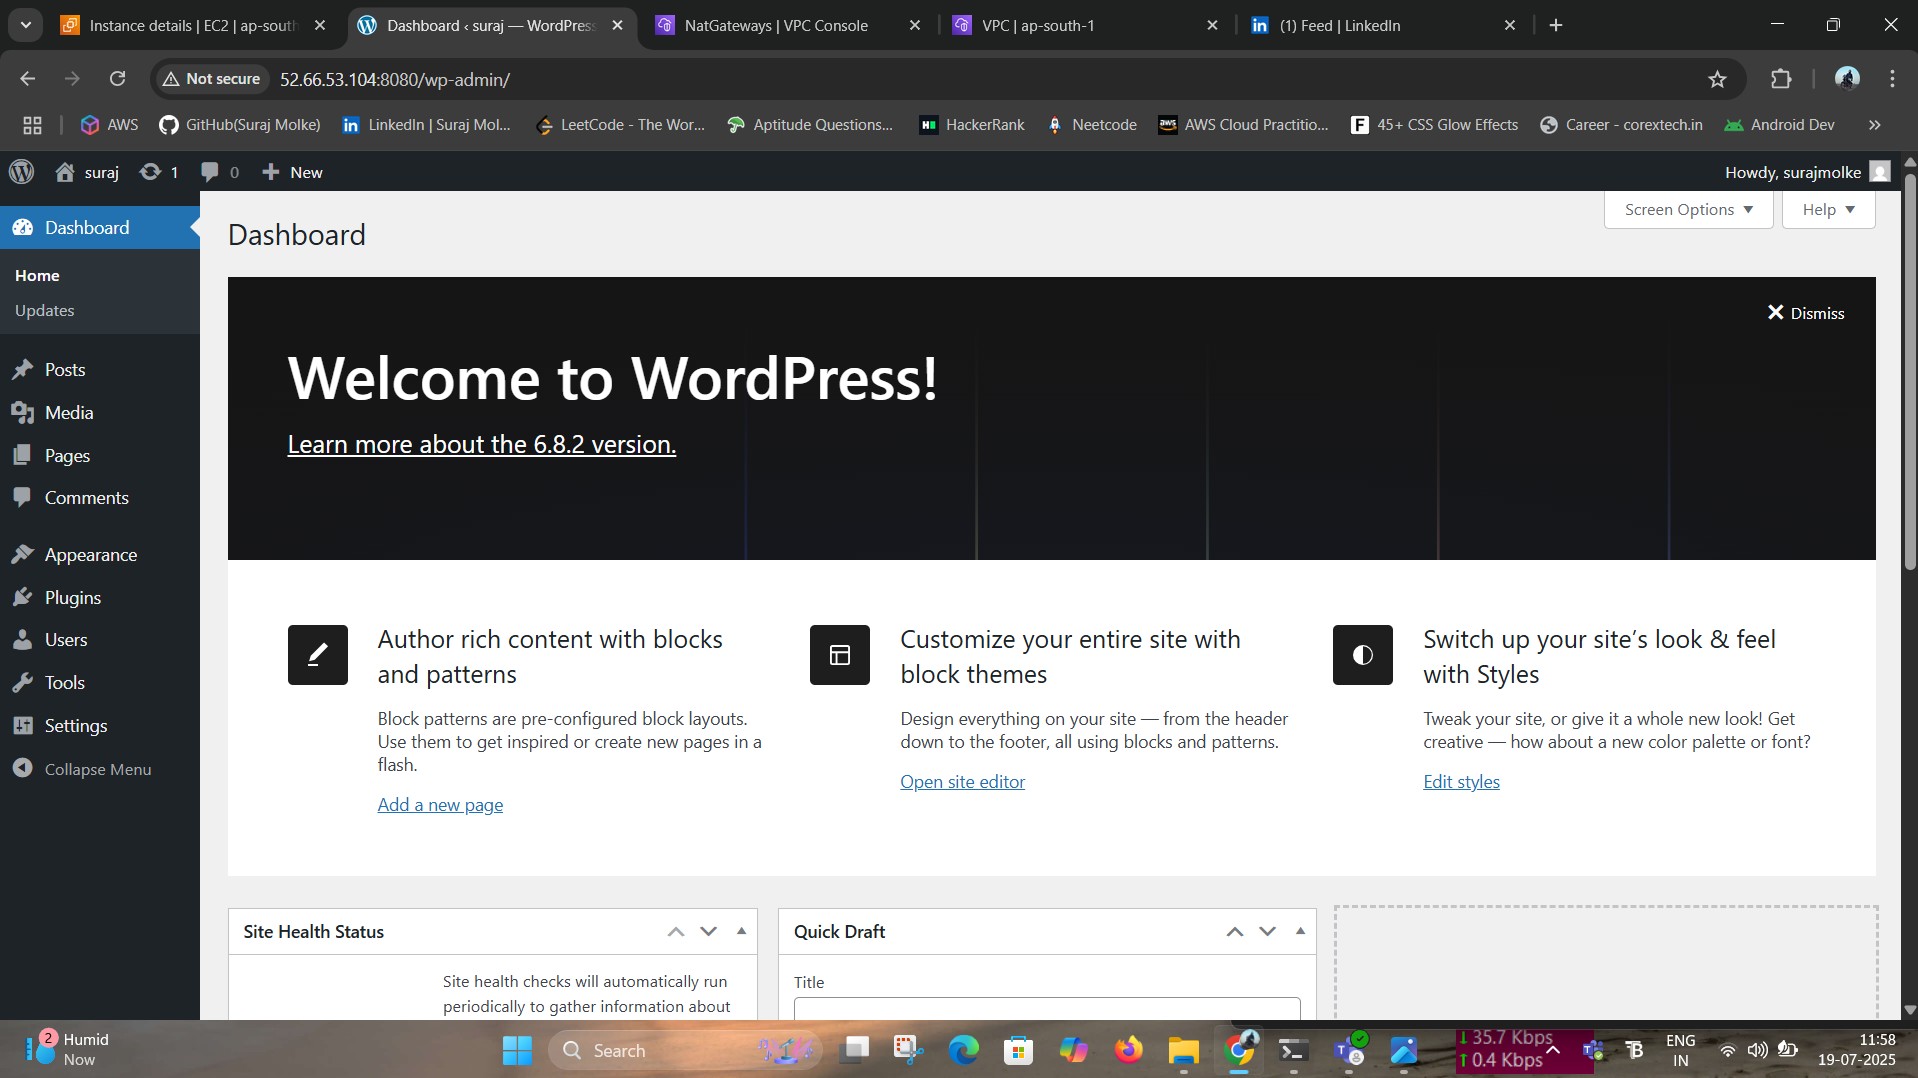 Instance details | EC2 | ap-south
Dashboard ‹ suraj — WordPress
NatGateways | VPC Console
VPC | ap-south-1
(1) Feed | LinkedIn
Not secure
52.66.53.104:8080/wp-admin/
AWS
GitHub(Suraj Molke)
LinkedIn | Suraj Mol...
LeetCode - The Wor...
Aptitude Questions...
HackerRank
Neetcode
AWS Cloud Practitio...
45+ CSS Glow Effects
Career - corextech.in
Android Dev
suraj
1
0
New
Howdy, surajmolke
Dashboard
Home
Updates
Posts
Media
Pages
Comments
Appearance
Plugins
Users
Tools
Settings
Collapse Menu
Screen Options
Help
Dashboard
Dismiss
Welcome to WordPress!
Learn more about the 6.8.2 version.
Author rich content with blocks
and patterns
Block patterns are pre-configured block layouts.
Use them to get inspired or create new pages in a
flash.
Add a new page
Customize your entire site with
block themes
Design everything on your site — from the header
down to the footer, all using blocks and patterns.
Open site editor
Switch up your site’s look & feel
with Styles
Tweak your site, or give it a whole new look! Get
creative — how about a new color palette or font?
Edit styles
Site Health Status
Site health checks will automatically run
periodically to gather information about
Quick Draft
Title
2
Humid
Now
Search
35.7 Kbps
0.4 Kbps
ENG
IN
11:58
19-07-2025